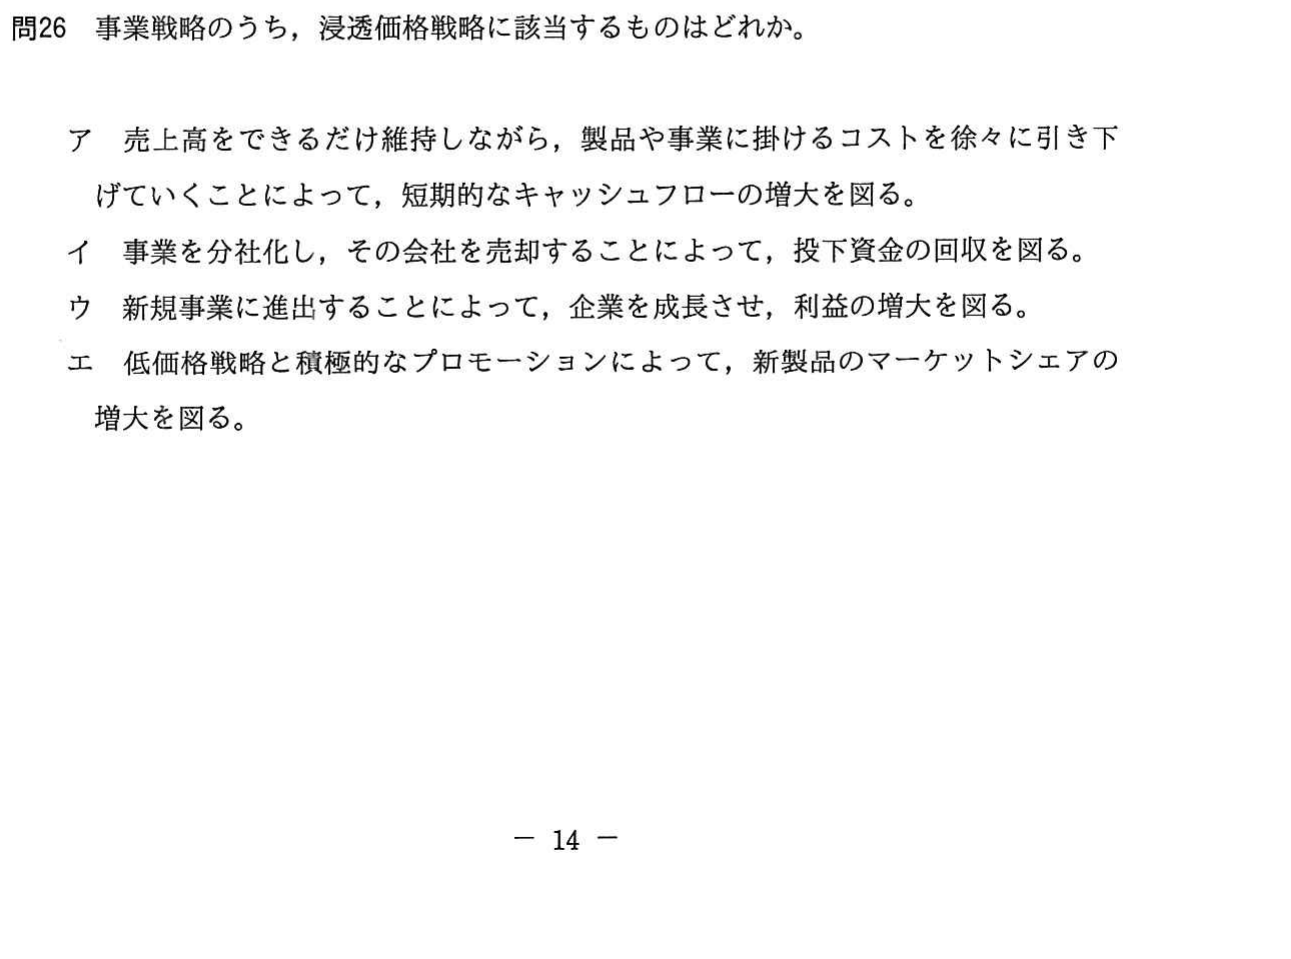 問26 事業戦略のうち，浸透価格戦略に該当するものはどれか。
ア 売上高をできるだけ維持しながら，製品や事業に掛けるコストを徐々に引き下
げていくことによって，短期的なキャッシュフローの増大を図る。
イ 事業を分社化し，その会社を売却することによって，投下資金の回収を図る。
ウ 新規事業に進出することによって，企業を成長させ，利益の増大を図る。
エ 低価格戦略と積極的なプロモーションによって，新製品のマーケットシェアの
増大を図る。
－ 14 －